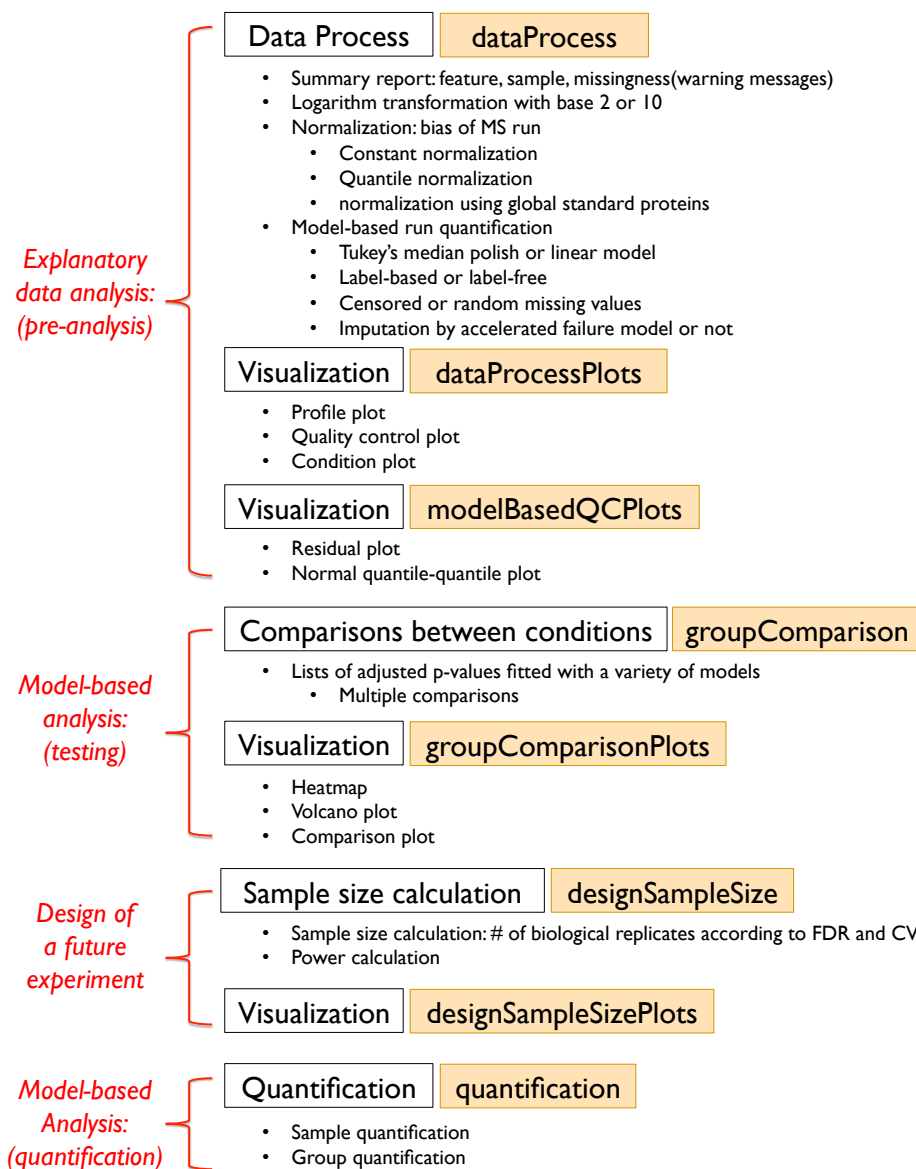 Data Process dataProcess
• Summary report: feature, sample, missingness(warning messages)
• Logarithm transformation with base 2 or 10
• Normalization: bias of MS run
• Constant normalization
• Quantile normalization
• normalization using global standard proteins
• Model-based run quantification
• Tukey's median polish or linear model
• Label-based or label-free
• Censored or random missing values
• Imputation by accelerated failure model or not
Explanatory
data analysis:
(pre-analysis)
Visualization dataProcessPlots
• Profile plot
• Quality control plot
• Condition plot
Visualization modelBasedQCPlots
• Residual plot
• Normal quantile-quantile plot
Comparisons between conditions groupComparison
• Lists of adjusted p-values fitted with a variety of models
• Multiple comparisons
Model-based
analysis:
(testing)
Visualization groupComparisonPlots
• Heatmap
• Volcano plot
• Comparison plot
Sample size calculation designSampleSize
• Sample size calculation: # of biological replicates according to FDR and CV
• Power calculation
Design of
a future
experiment
Visualization designSampleSizePlots
Model-based
Analysis:
(quantification)
Quantification quantification
• Sample quantification
• Group quantification